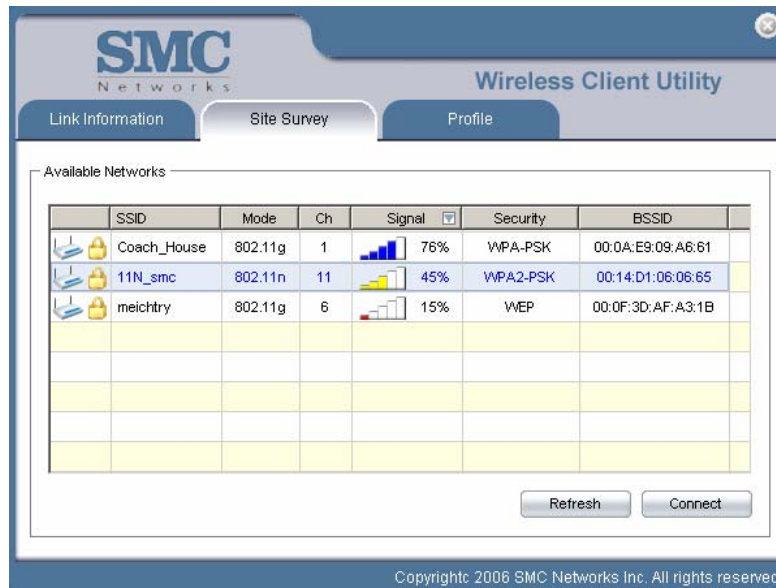 SMC
Networks
Wireless Client Utility
Link Information Site Survey Profile
Available Networks
SSID Mode Ch Signal Security BSSID
Coach_House 802.11g 1 76% WPA-PSK 00:0A:E9:09:A6:61
11N_smc 802.11n 11 45% WPA2-PSK 00:14:D1:06:06:65
meichtry 802.11g 6 15% WEP 00:0F:3D:AF:A3:1B
Refresh Connect
Copyrightc 2006 SMC Networks Inc. All rights reserved